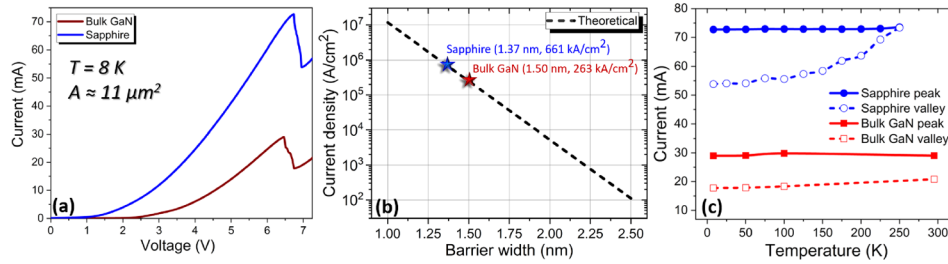 (a)
Bulk GaN
Sapphire
T = 8 K
A ≈ 11 μm²
Current (mA)
70
60
50
40
30
20
10
0
0 1 2 3 4 5 6 7
Voltage (V)
(b)
Theoretical
Sapphire (1.37 nm, 661 kA/cm²)
Bulk GaN (1.50 nm, 263 kA/cm²)
Current density (A/cm²)
10⁷
10⁶
10⁵
10⁴
10³
10²
1.00 1.25 1.50 1.75 2.00 2.25 2.50
Barrier width (nm)
(c)
Sapphire peak
Sapphire valley
Bulk GaN peak
Bulk GaN valley
Current (mA)
80
70
60
50
40
30
20
10
0 50 100 150 200 250 300
Temperature (K)